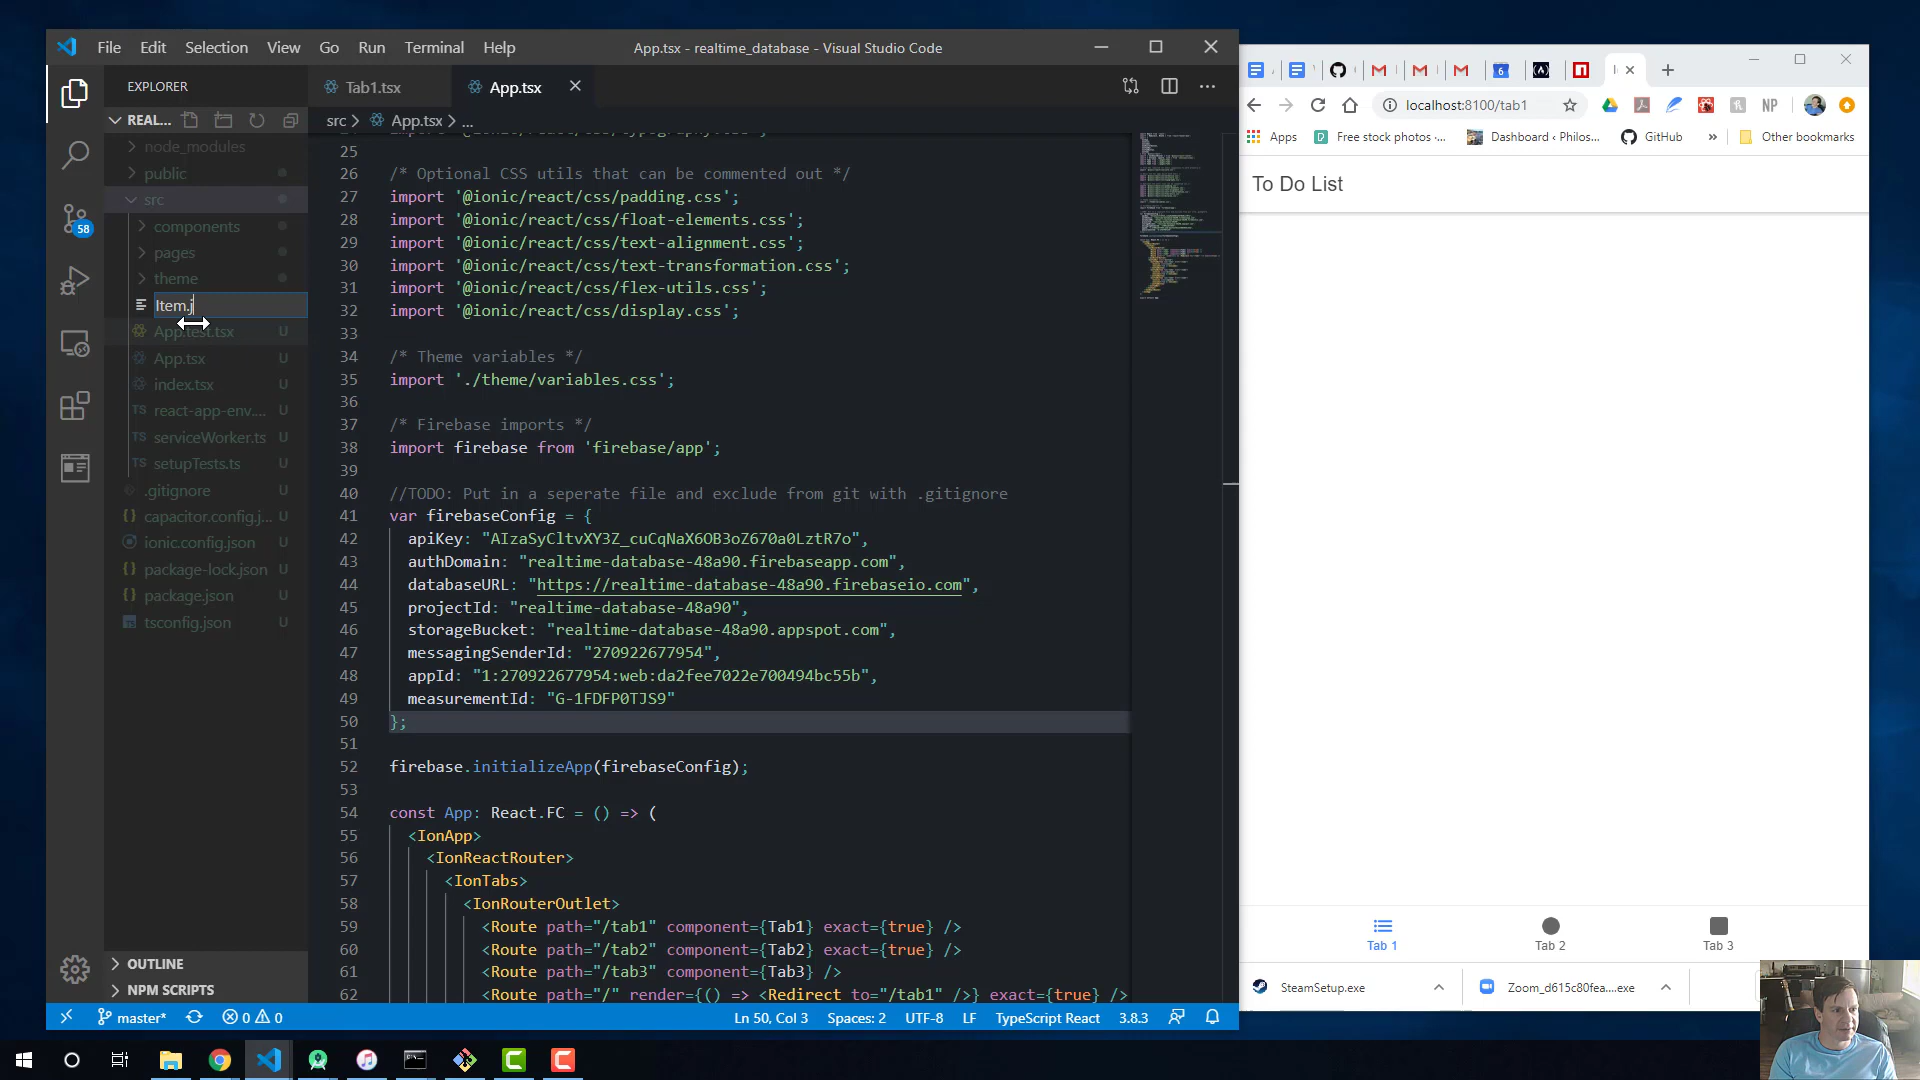 File Edit Selection View Go Run Terminal Help
App.tsx - realtime_database - Visual Studio Code
EXPLORER
REAL...
node_modules
public
src
components
pages
theme
Item.j
App.test.tsx U
App.tsx U
index.tsx U
TS react-app-env.... U
TS serviceWorker.ts U
TS setupTests.ts U
.gitignore U
{} capacitor.config.j... U
ionic.config.json U
{} package-lock.json U
{} package.json U
tsconfig.json U
OUTLINE
NPM SCRIPTS
58
Tab1.tsx
App.tsx
src > App.tsx > ...
25
26 /* Optional CSS utils that can be commented out */
27 import '@ionic/react/css/padding.css';
28 import '@ionic/react/css/float-elements.css';
29 import '@ionic/react/css/text-alignment.css';
30 import '@ionic/react/css/text-transformation.css';
31 import '@ionic/react/css/flex-utils.css';
32 import '@ionic/react/css/display.css';
33
34 /* Theme variables */
35 import './theme/variables.css';
36
37 /* Firebase imports */
38 import firebase from 'firebase/app';
39
40 //TODO: Put in a seperate file and exclude from git with .gitignore
41 var firebaseConfig = {
42 apiKey: "AIzaSyCltvXY3Z_cuCqNaX6OB3oZ670a0LztR7o",
43 authDomain: "realtime-database-48a90.firebaseapp.com",
44 databaseURL: "https://realtime-database-48a90.firebaseio.com",
45 projectId: "realtime-database-48a90",
46 storageBucket: "realtime-database-48a90.appspot.com",
47 messagingSenderId: "270922677954",
48 appId: "1:270922677954:web:da2fee7022e700494bc55b",
49 measurementId: "G-1FDFP0TJS9"
50 };
51
52 firebase.initializeApp(firebaseConfig);
53
54 const App: React.FC = () => (
55 <IonApp>
56 <IonReactRouter>
57 <IonTabs>
58 <IonRouterOutlet>
59 <Route path="/tab1" component={Tab1} exact={true} />
60 <Route path="/tab2" component={Tab2} exact={true} />
61 <Route path="/tab3" component={Tab3} />
62 <Route path="/" render={() => <Redirect to="/tab1" />} exact={true} />
master* 0 0
Ln 50, Col 3 Spaces: 2 UTF-8 LF TypeScript React 3.8.3
localhost:8100/tab1
NP
Apps Free stock photos ·... Dashboard ‹ Philos... GitHub » Other bookmarks
To Do List
Tab 1 Tab 2 Tab 3
SteamSetup.exe Zoom_d615c80fea....exe